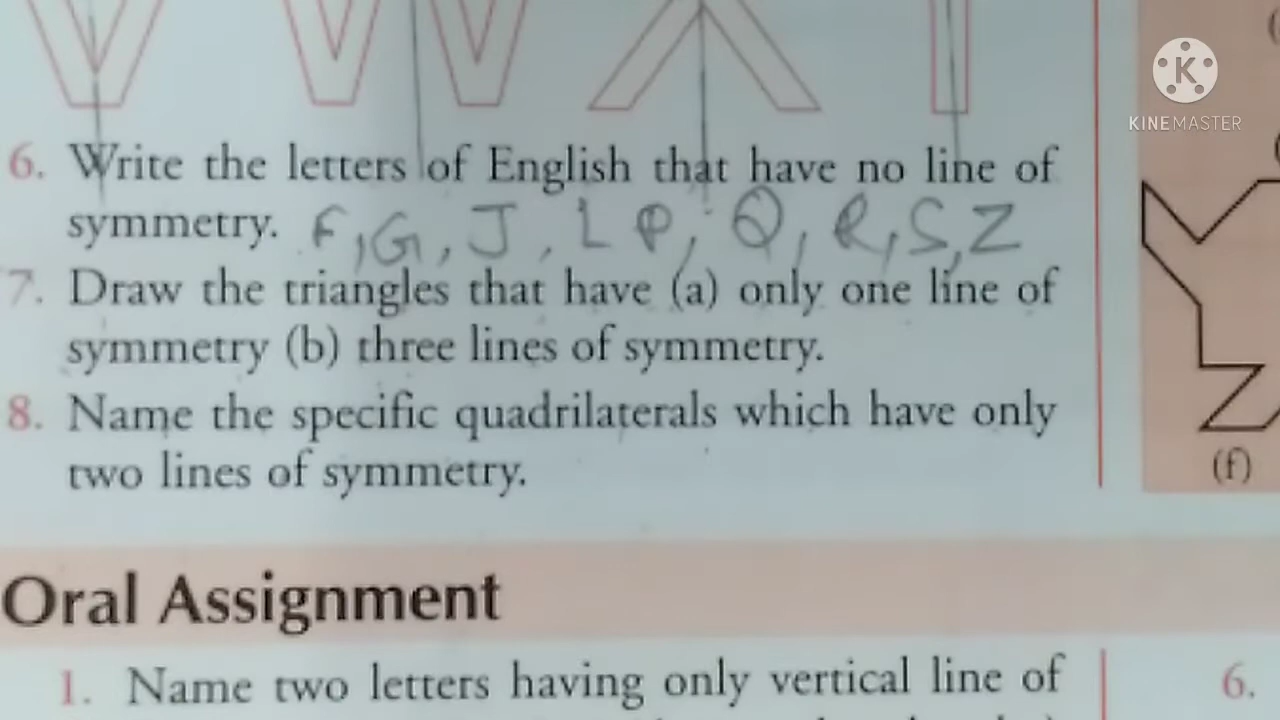 V W X Y
KINEMASTER
6. Write the letters of English that have no line of
symmetry. F, G, J, L P, Q, R, S, Z
7. Draw the triangles that have (a) only one line of
symmetry (b) three lines of symmetry.
8. Name the specific quadrilaterals which have only
two lines of symmetry.
(f)
Oral Assignment
1. Name two letters having only vertical line of
6.